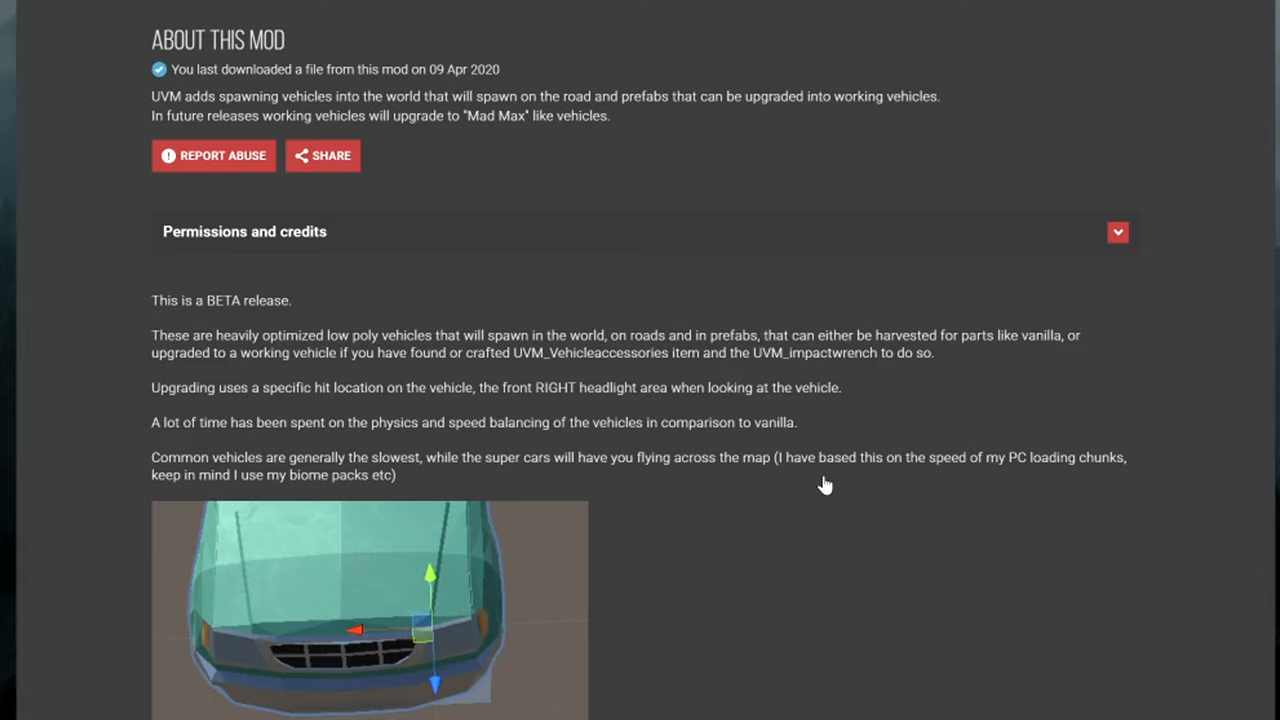 ABOUT THIS MOD
You last downloaded a file from this mod on 09 Apr 2020
UVM adds spawning vehicles into the world that will spawn on the road and prefabs that can be upgraded into working vehicles.
In future releases working vehicles will upgrade to "Mad Max" like vehicles.
REPORT ABUSE
SHARE
Permissions and credits
This is a BETA release.
These are heavily optimized low poly vehicles that will spawn in the world, on roads and in prefabs, that can either be harvested for parts like vanilla, or
upgraded to a working vehicle if you have found or crafted UVM_Vehicleaccessories item and the UVM_impactwrench to do so.
Upgrading uses a specific hit location on the vehicle, the front RIGHT headlight area when looking at the vehicle.
A lot of time has been spent on the physics and speed balancing of the vehicles in comparison to vanilla.
Common vehicles are generally the slowest, while the super cars will have you flying across the map (I have based this on the speed of my PC loading chunks,
keep in mind I use my biome packs etc)